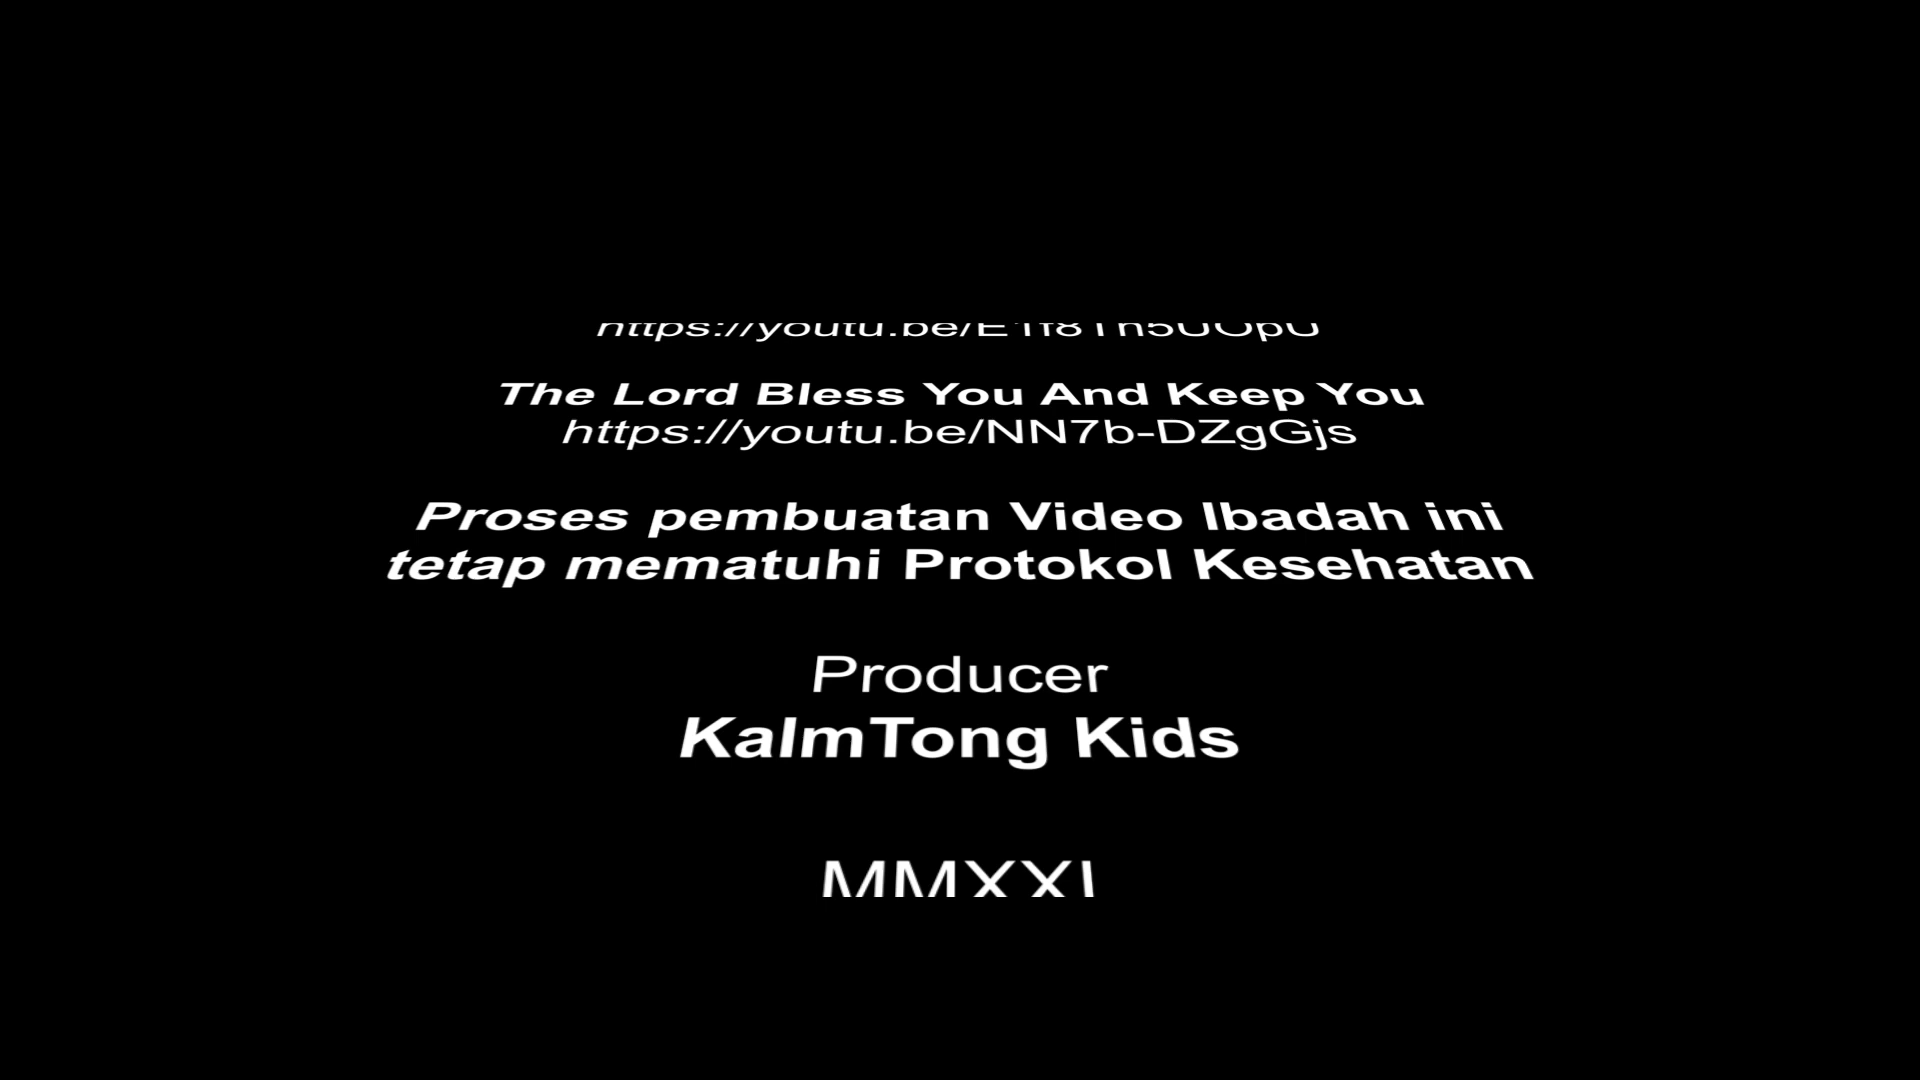 The Lord Bless You And Keep You
https://youtu.be/NN7b-DZgGjs
Proses pembuatan Video Ibadah ini
tetap mematuhi Protokol Kesehatan
Producer
KalmTong Kids
MMXXI